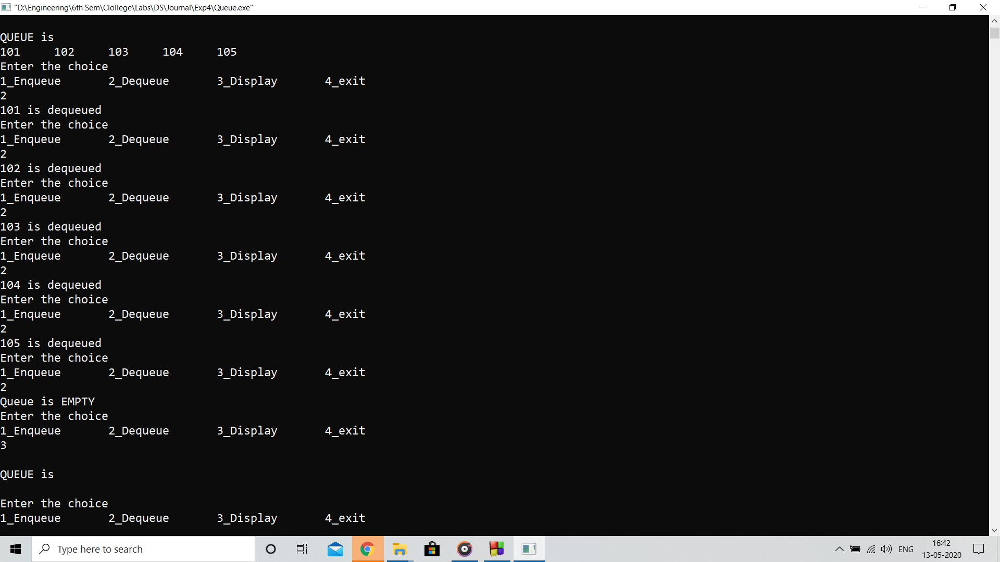 "D:\Engineering\6th Sem\Clollege\Labs\DS\Journal\Exp4\Queue.exe"
QUEUE is
101 102 103 104 105
Enter the choice
1_Enqueue 2_Dequeue 3_Display 4_exit
2
101 is dequeued
Enter the choice
1_Enqueue 2_Dequeue 3_Display 4_exit
2
102 is dequeued
Enter the choice
1_Enqueue 2_Dequeue 3_Display 4_exit
2
103 is dequeued
Enter the choice
1_Enqueue 2_Dequeue 3_Display 4_exit
2
104 is dequeued
Enter the choice
1_Enqueue 2_Dequeue 3_Display 4_exit
2
105 is dequeued
Enter the choice
1_Enqueue 2_Dequeue 3_Display 4_exit
2
Queue is EMPTY
Enter the choice
1_Enqueue 2_Dequeue 3_Display 4_exit
3
QUEUE is
Enter the choice
1_Enqueue 2_Dequeue 3_Display 4_exit
Type here to search
ENG
16:42
13-05-2020